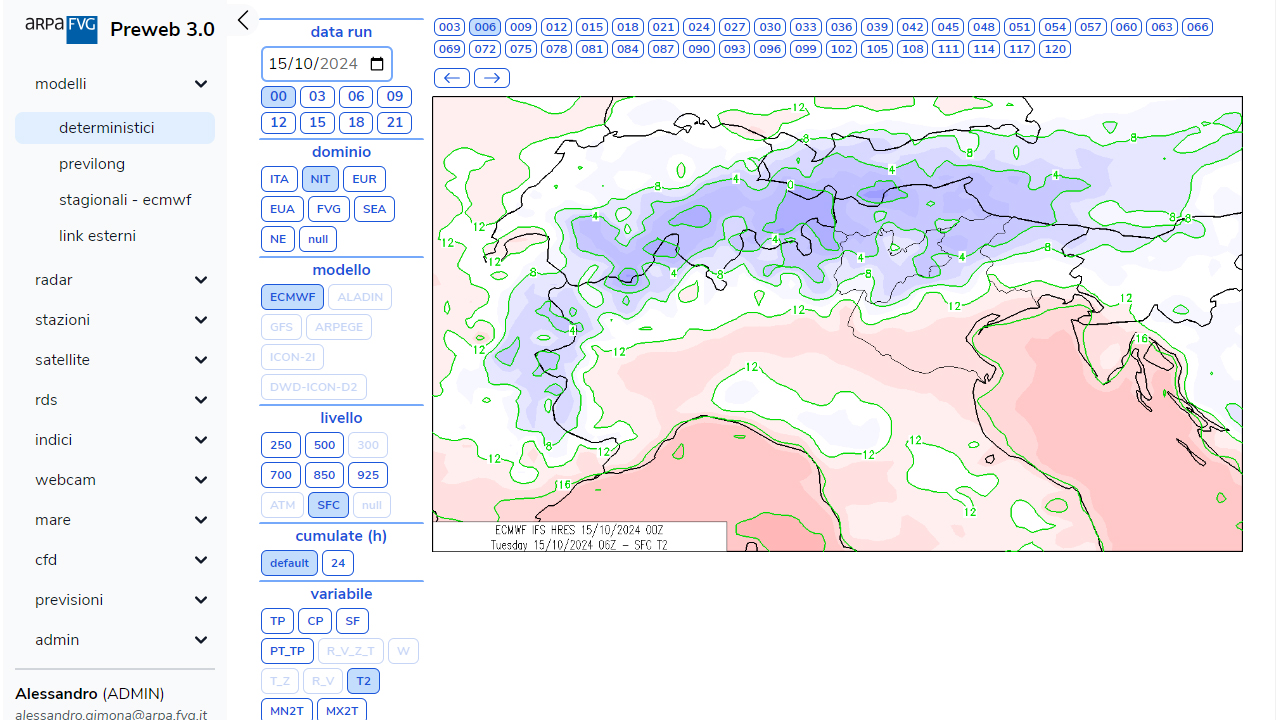 arpa FVG Preweb 3.0
modelli
deterministici
previlong
stagionali - ecmwf
link esterni
radar
stazioni
satellite
rds
indici
webcam
mare
cfd
previsioni
admin
Alessandro (ADMIN)
alessandro.gimona@arpa.fvg.it
data run
15/10/2024
00 03 06 09
12 15 18 21
dominio
ITA NIT EUR
EUA FVG SEA
NE null
modello
ECMWF ALADIN
GFS ARPEGE
ICON-2I
DWD-ICON-D2
livello
250 500 300
700 850 925
ATM SFC null
cumulate (h)
default 24
variabile
TP CP SF
PT_TP R_V_Z_T W
T_Z R_V T2
MN2T MX2T
003 006 009 012 015 018 021 024 027 030 033 036 039 042 045 048 051 054 057 060 063 066
069 072 075 078 081 084 087 090 093 096 099 102 105 108 111 114 117 120
12
8 8
8
4 4 4
8 0
4 8 8
12
12 4 8
12 4 4
8 4 8 8
12 12 12
4 16
12 12
12
12
8 12
12 12
16
12
ECMWF IFS HRES 15/10/2024 00Z
Tuesday 15/10/2024 06Z - SFC T2